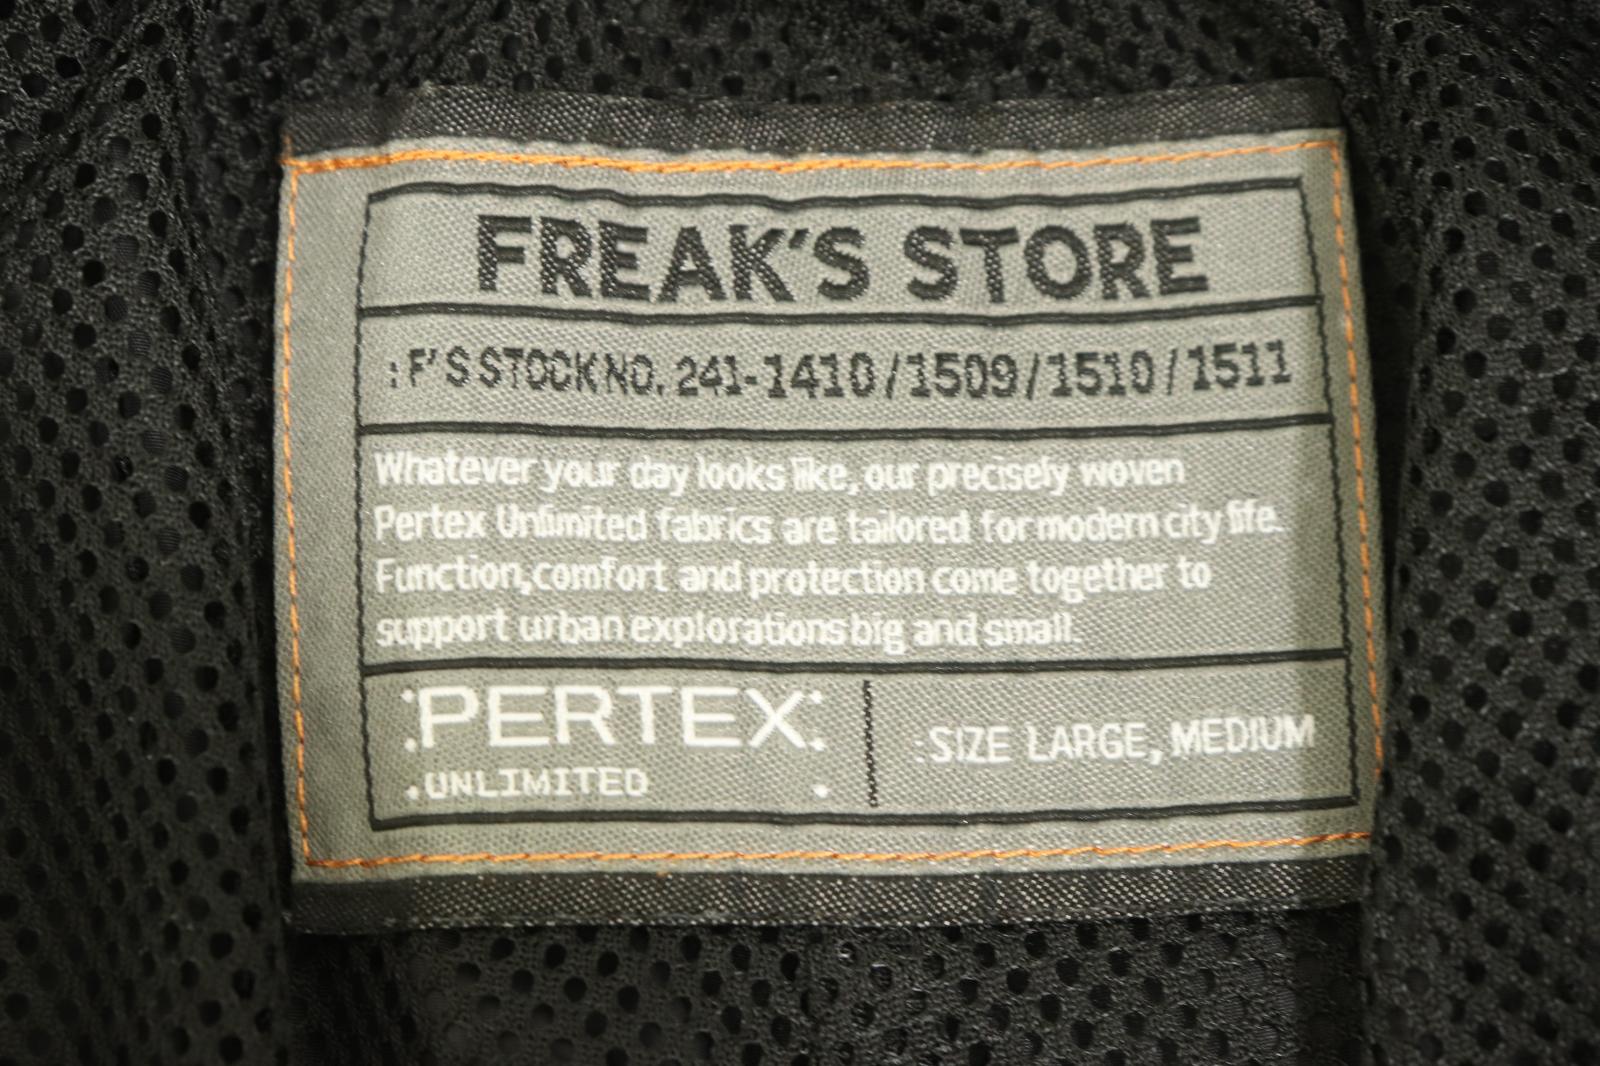 FREAK'S STORE
: F'S STOCK NO. 241-1410/1509/1510/1511
Whatever your day looks like, our precisely woven
Pertex Unlimited fabrics are tailored for modern city life.
Function, comfort and protection come together to
support urban explorations big and small.
:PERTEX:
.UNLIMITED .
:SIZE LARGE, MEDIUM